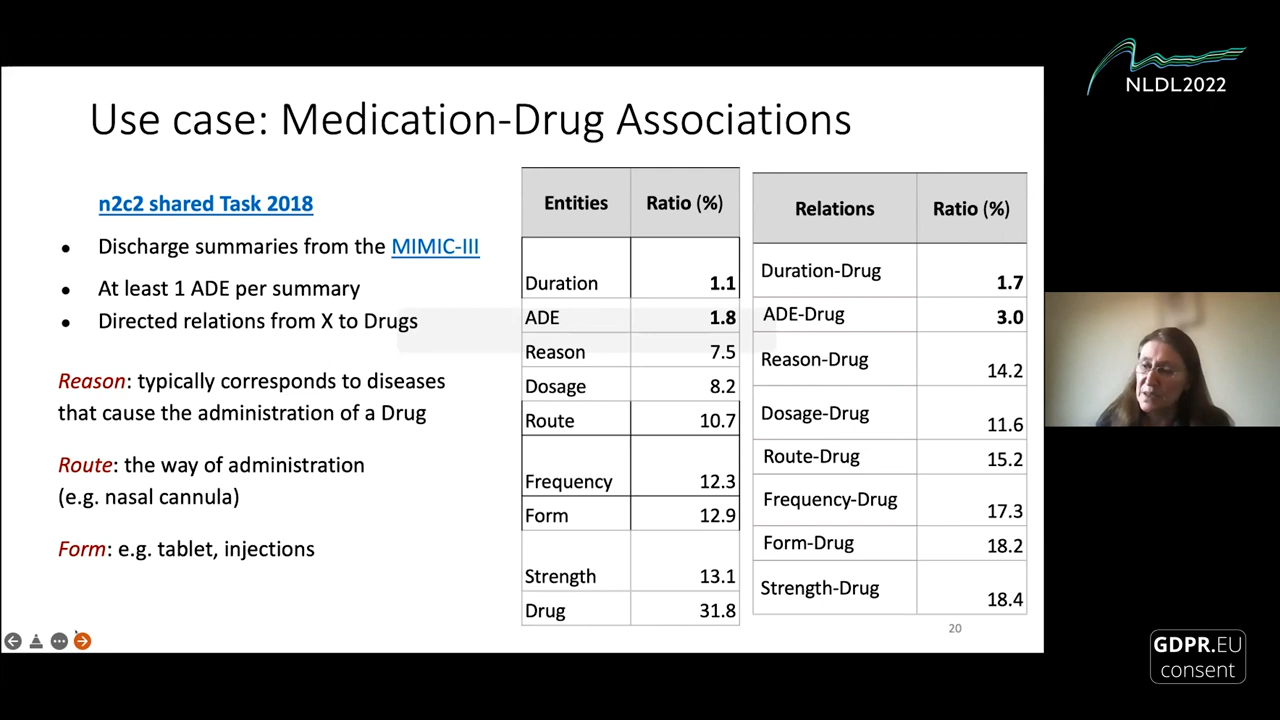 NLDL2022
Use case: Medication-Drug Associations
n2c2 shared Task 2018
• Discharge summaries from the MIMIC-III
• At least 1 ADE per summary
• Directed relations from X to Drugs
Reason: typically corresponds to diseases
that cause the administration of a Drug
Route: the way of administration
(e.g. nasal cannula)
Form: e.g. tablet, injections
Entities Ratio (%)
Duration 1.1
ADE 1.8
Reason 7.5
Dosage 8.2
Route 10.7
Frequency 12.3
Form 12.9
Strength 13.1
Drug 31.8
Relations Ratio (%)
Duration-Drug 1.7
ADE-Drug 3.0
Reason-Drug 14.2
Dosage-Drug 11.6
Route-Drug 15.2
Frequency-Drug 17.3
Form-Drug 18.2
Strength-Drug 18.4
20
GDPR.EU
consent